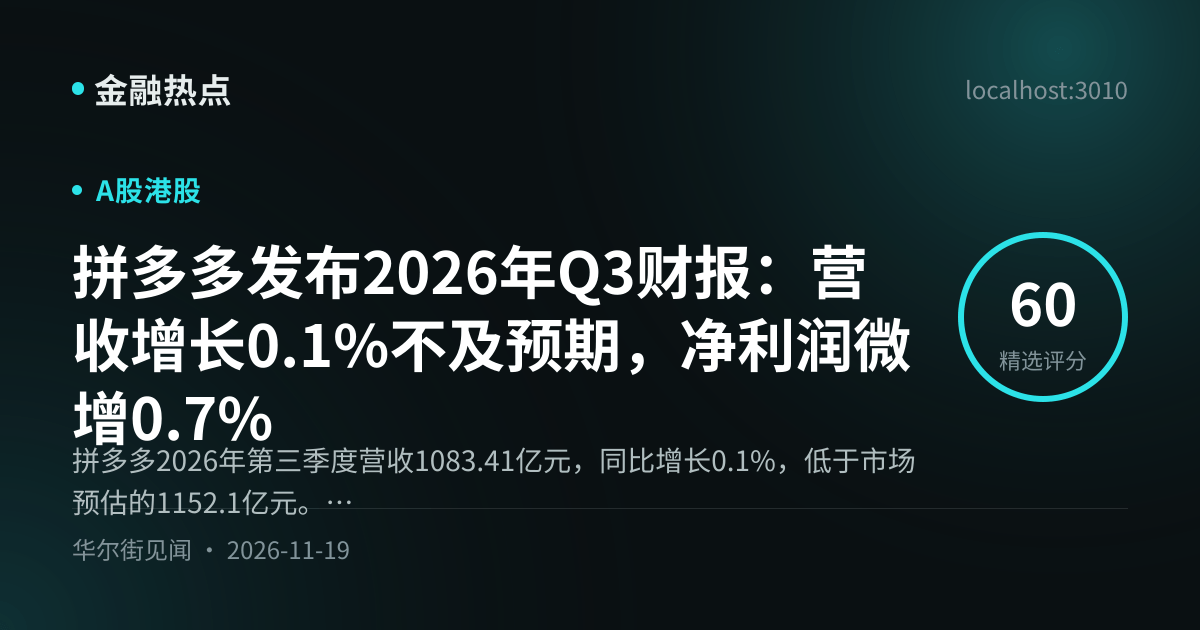 金融热点
localhost:3010
A股港股
拼多多发布2026年Q3财报：营
收增长0.1%不及预期，净利润微
增0.7%
60
精选评分
拼多多2026年第三季度营收1083.41亿元，同比增长0.1%，低于市场
预估的1152.1亿元。…
华尔街见闻 · 2026-11-19